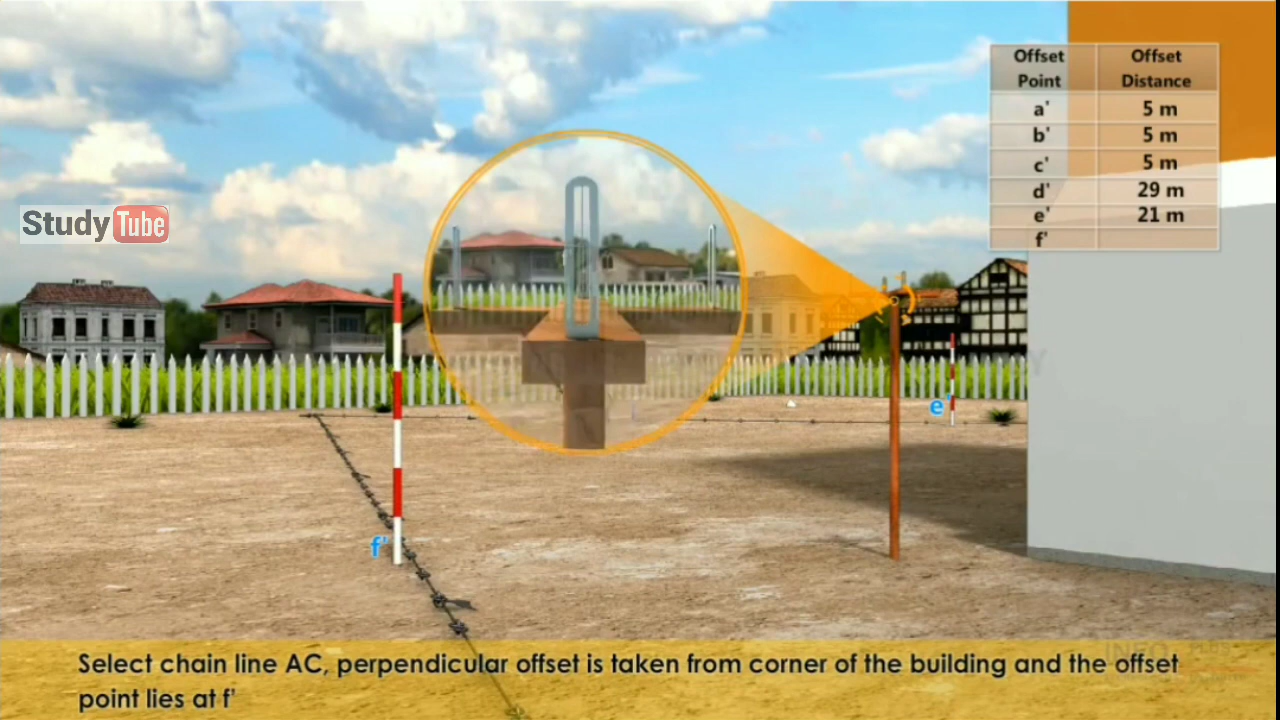 Offset Point Offset Distance
a' 5 m
b' 5 m
c' 5 m
d' 29 m
e' 21 m
f'
StudyTube
e'
f'
Select chain line AC, perpendicular offset is taken from corner of the building and the offset
point lies at f'